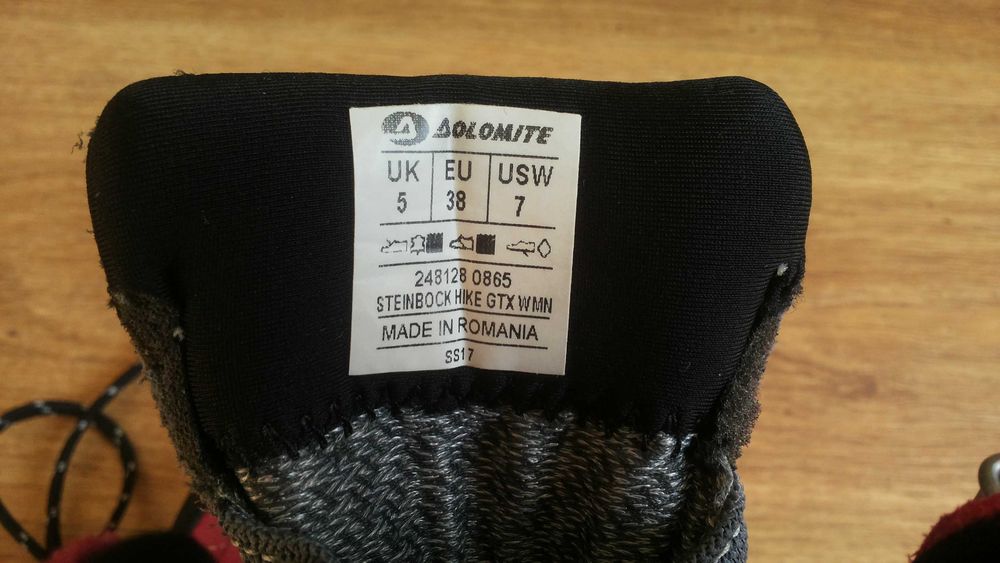 DOLOMITE
UK EU USW
5 38 7
248128 0865
STEINBOCK HIKE GTX WMN
MADE IN ROMANIA
SS17